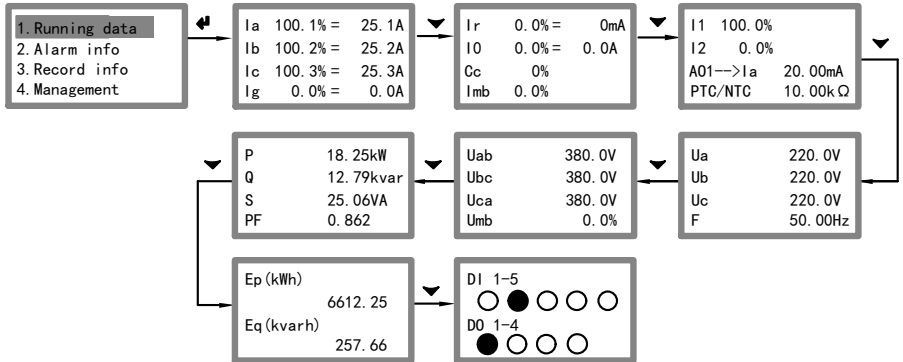 1. Running data
2. Alarm info
3. Record info
4. Management
Ia 100.1%= 25.1A
Ib 100.2%= 25.2A
Ic 100.3%= 25.3A
Ig 0.0%= 0.0A
Ir 0.0%= 0mA
I0 0.0%= 0.0A
Cc 0%
Imb 0.0%
I1 100.0%
I2 0.0%
A01-->Ia 20.00mA
PTC/NTC 10.00kΩ
Ua 220.0V
Ub 220.0V
Uc 220.0V
F 50.00Hz
Uab 380.0V
Ubc 380.0V
Uca 380.0V
Umb 0.0%
P 18.25kW
Q 12.79kvar
S 25.06VA
PF 0.862
Ep(kWh)
6612.25
Eq(kvarh)
257.66
DI 1-5
DO 1-4